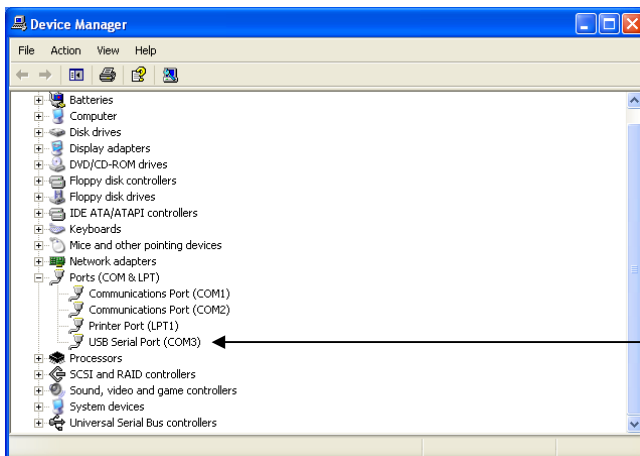 Device Manager
File Action View Help
Batteries
Computer
Disk drives
Display adapters
DVD/CD-ROM drives
Floppy disk controllers
Floppy disk drives
IDE ATA/ATAPI controllers
Keyboards
Mice and other pointing devices
Network adapters
Ports (COM & LPT)
Communications Port (COM1)
Communications Port (COM2)
Printer Port (LPT1)
USB Serial Port (COM3)
Processors
SCSI and RAID controllers
Sound, video and game controllers
System devices
Universal Serial Bus controllers